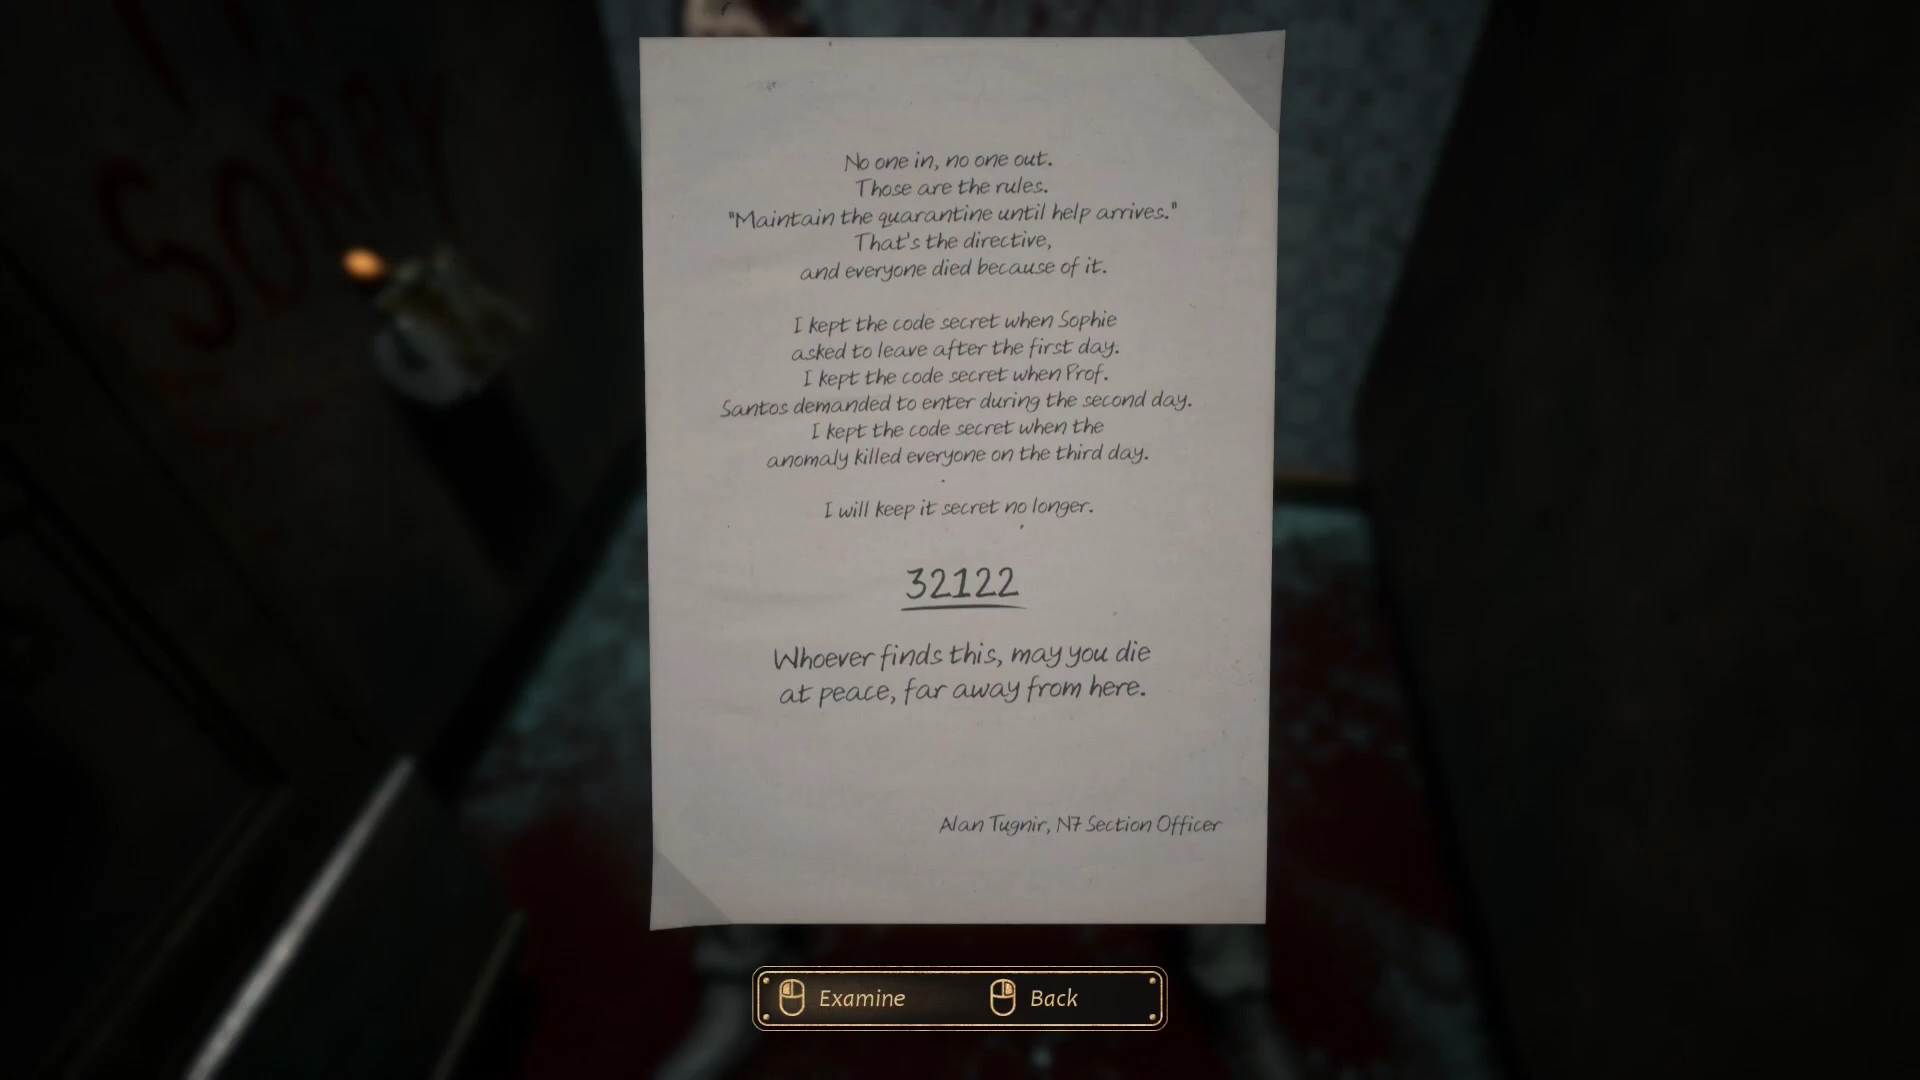 I'M
SORRY
No one in, no one out.
Those are the rules.
"Maintain the quarantine until help arrives."
That's the directive,
and everyone died because of it.
I kept the code secret when Sophie
asked to leave after the first day.
I kept the code secret when Prof.
Santos demanded to enter during the second day.
I kept the code secret when the
anomaly killed everyone on the third day.
I will keep it secret no longer.
32122
Whoever finds this, may you die
at peace, far away from here.
Alan Tugnir, N7 Section Officer
Examine
Back